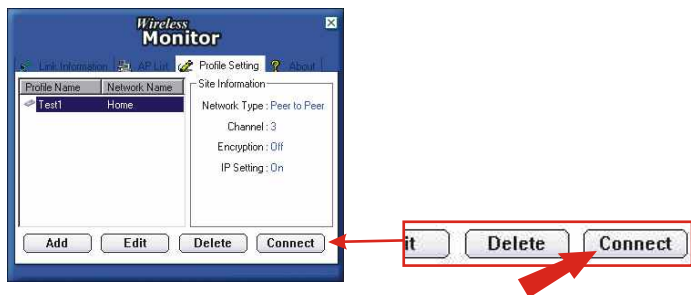 Wireless
Monitor
Link Information AP List Profile Setting About
Profile Name Network Name
Test1 Home
Site Information
Network Type : Peer to Peer
Channel : 3
Encryption : Off
IP Setting : On
Add Edit Delete Connect
it Delete Connect